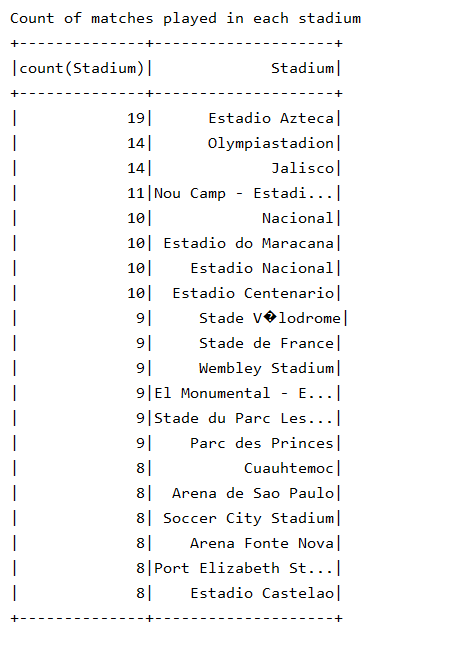 Count of matches played in each stadium
+--------------+--------------------+
|count(Stadium)|             Stadium|
+--------------+--------------------+
|            19|      Estadio Azteca|
|            14|      Olympiastadion|
|            14|             Jalisco|
|            11|Nou Camp - Estadi...|
|            10|            Nacional|
|            10| Estadio do Maracana|
|            10|    Estadio Nacional|
|            10|  Estadio Centenario|
|             9|     Stade V�lodrome|
|             9|     Stade de France|
|             9|     Wembley Stadium|
|             9|El Monumental - E...|
|             9|Stade du Parc Les...|
|             9|    Parc des Princes|
|             8|          Cuauhtemoc|
|             8|  Arena de Sao Paulo|
|             8| Soccer City Stadium|
|             8|    Arena Fonte Nova|
|             8|Port Elizabeth St...|
|             8|    Estadio Castelao|
+--------------+--------------------+